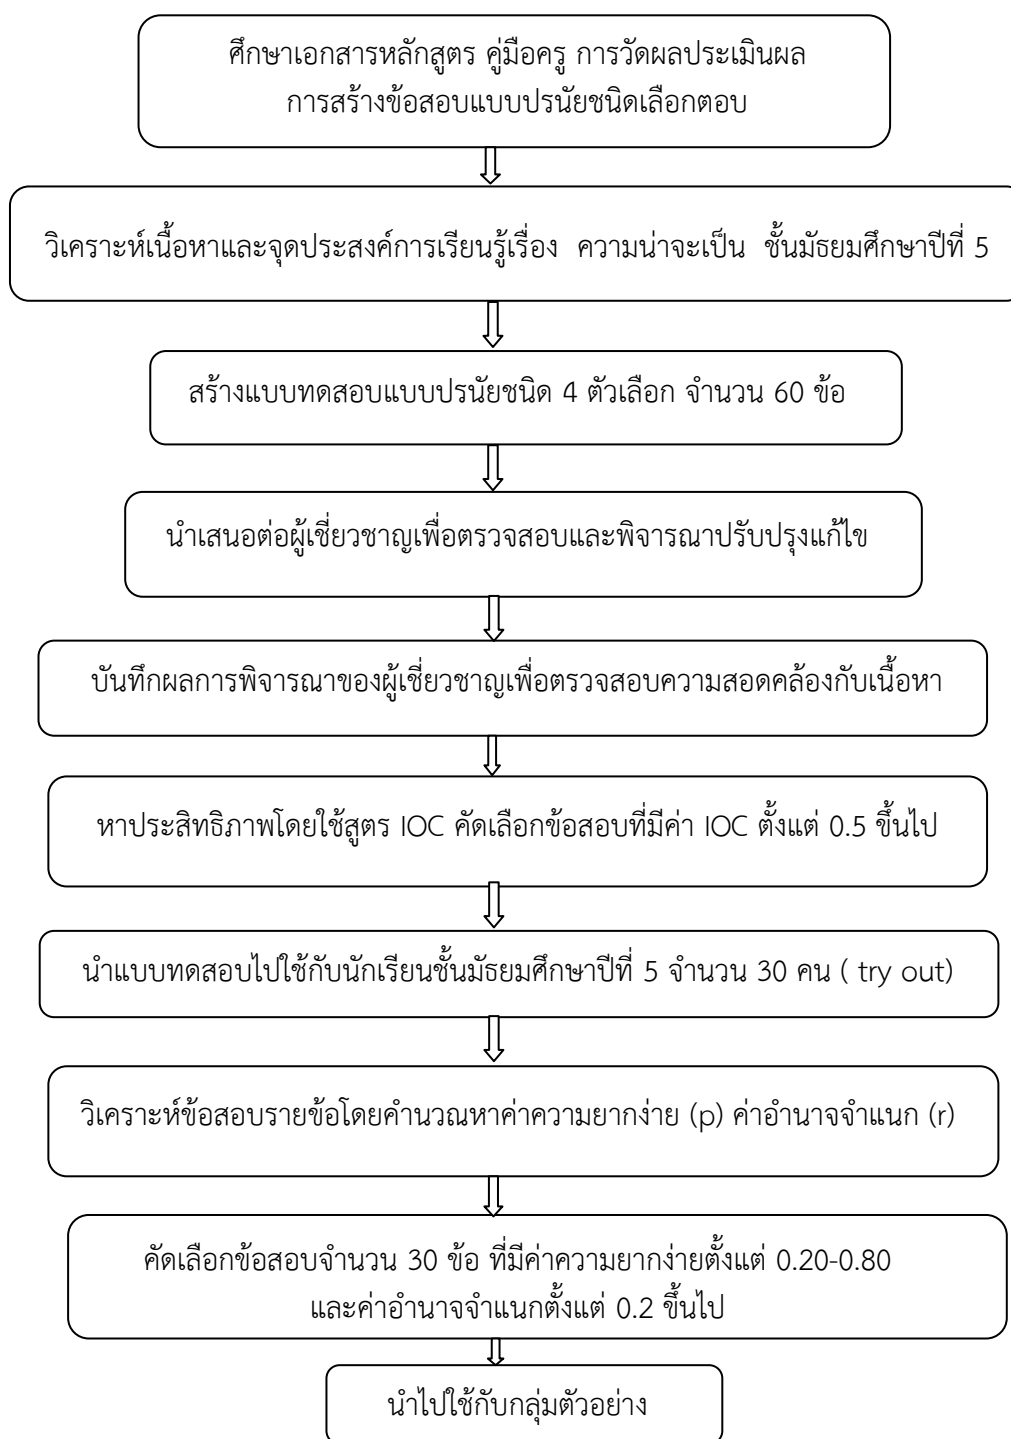 ศึกษาเอกสารหลักสูตร คู่มือครู การวัดผลประเมินผล
การสร้างข้อสอบแบบปรนัยชนิดเลือกตอบ
วิเคราะห์เนื้อหาและจุดประสงค์การเรียนรู้เรื่อง ความน่าจะเป็น ชั้นมัธยมศึกษาปีที่ 5
สร้างแบบทดสอบแบบปรนัยชนิด 4 ตัวเลือก จำนวน 60 ข้อ
นำเสนอต่อผู้เชี่ยวชาญเพื่อตรวจสอบและพิจารณาปรับปรุงแก้ไข
บันทึกผลการพิจารณาของผู้เชี่ยวชาญเพื่อตรวจสอบความสอดคล้องกับเนื้อหา
หาประสิทธิภาพโดยใช้สูตร IOC คัดเลือกข้อสอบที่มีค่า IOC ตั้งแต่ 0.5 ขึ้นไป
นำแบบทดสอบไปใช้กับนักเรียนชั้นมัธยมศึกษาปีที่ 5 จำนวน 30 คน ( try out)
วิเคราะห์ข้อสอบรายข้อโดยคำนวณหาค่าความยากง่าย (p) ค่าอำนาจจำแนก (r)
คัดเลือกข้อสอบจำนวน 30 ข้อ ที่มีค่าความยากง่ายตั้งแต่ 0.20-0.80
และค่าอำนาจจำแนกตั้งแต่ 0.2 ขึ้นไป
นำไปใช้กับกลุ่มตัวอย่าง